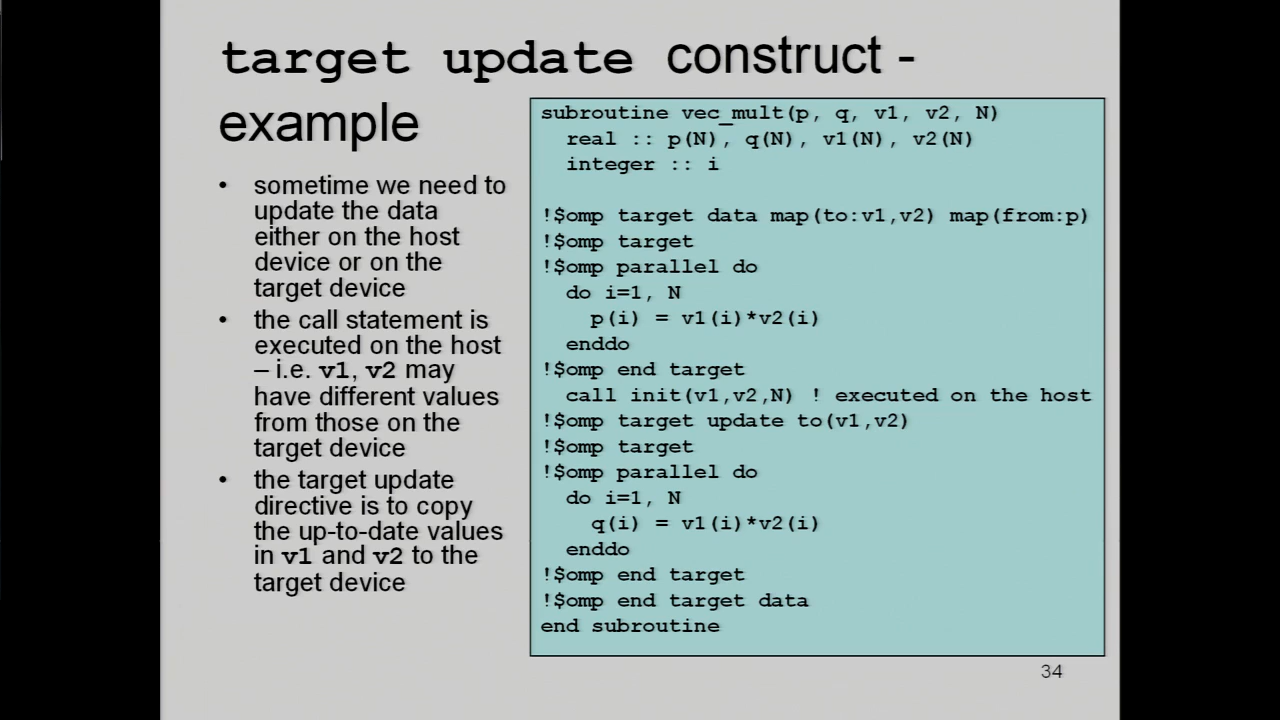 target update construct -
example
• sometime we need to
update the data
either on the host
device or on the
target device
• the call statement is
executed on the host
– i.e. v1, v2 may
have different values
from those on the
target device
• the target update
directive is to copy
the up-to-date values
in v1 and v2 to the
target device
subroutine vec_mult(p, q, v1, v2, N)
  real :: p(N), q(N), v1(N), v2(N)
  integer :: i

!$omp target data map(to:v1,v2) map(from:p)
!$omp target
!$omp parallel do
  do i=1, N
    p(i) = v1(i)*v2(i)
  enddo
!$omp end target
  call init(v1,v2,N) ! executed on the host
!$omp target update to(v1,v2)
!$omp target
!$omp parallel do
  do i=1, N
    q(i) = v1(i)*v2(i)
  enddo
!$omp end target
!$omp end target data
end subroutine
34